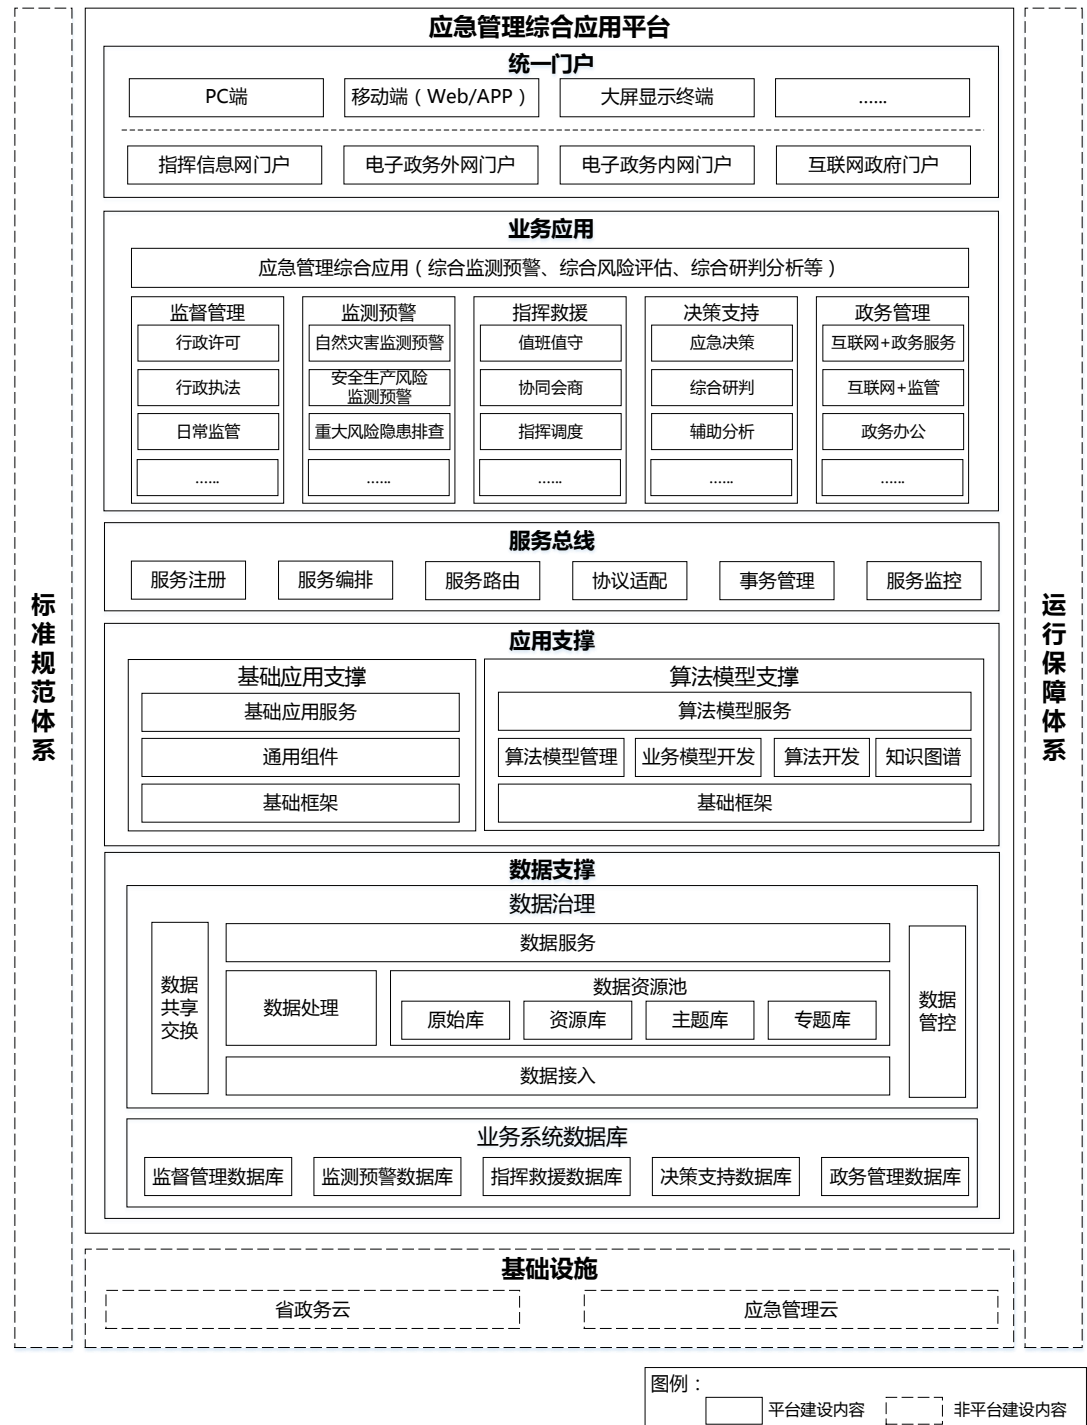 应急管理综合应用平台
统一门户
PC端
移动端（Web/APP）
大屏显示终端
……
指挥信息网门户
电子政务外网门户
电子政务内网门户
互联网政府门户
业务应用
应急管理综合应用（综合监测预警、综合风险评估、综合研判分析等）
监督管理
行政许可
行政执法
日常监管
……
监测预警
自然灾害监测预警
安全生产风险
监测预警
重大风险隐患排查
……
指挥救援
值班值守
协同会商
指挥调度
……
决策支持
应急决策
综合研判
辅助分析
……
政务管理
互联网+政务服务
互联网+监管
政务办公
……
服务总线
服务注册
服务编排
服务路由
协议适配
事务管理
服务监控
应用支撑
基础应用支撑
基础应用服务
通用组件
基础框架
算法模型支撑
算法模型服务
算法模型管理
业务模型开发
算法开发
知识图谱
基础框架
数据支撑
数据治理
数据
共享
交换
数据服务
数据处理
数据资源池
原始库
资源库
主题库
专题库
数据接入
数据
管控
业务系统数据库
监督管理数据库
监测预警数据库
指挥救援数据库
决策支持数据库
政务管理数据库
基础设施
省政务云
应急管理云
标准规范体系
运行保障体系
图例：
平台建设内容
非平台建设内容